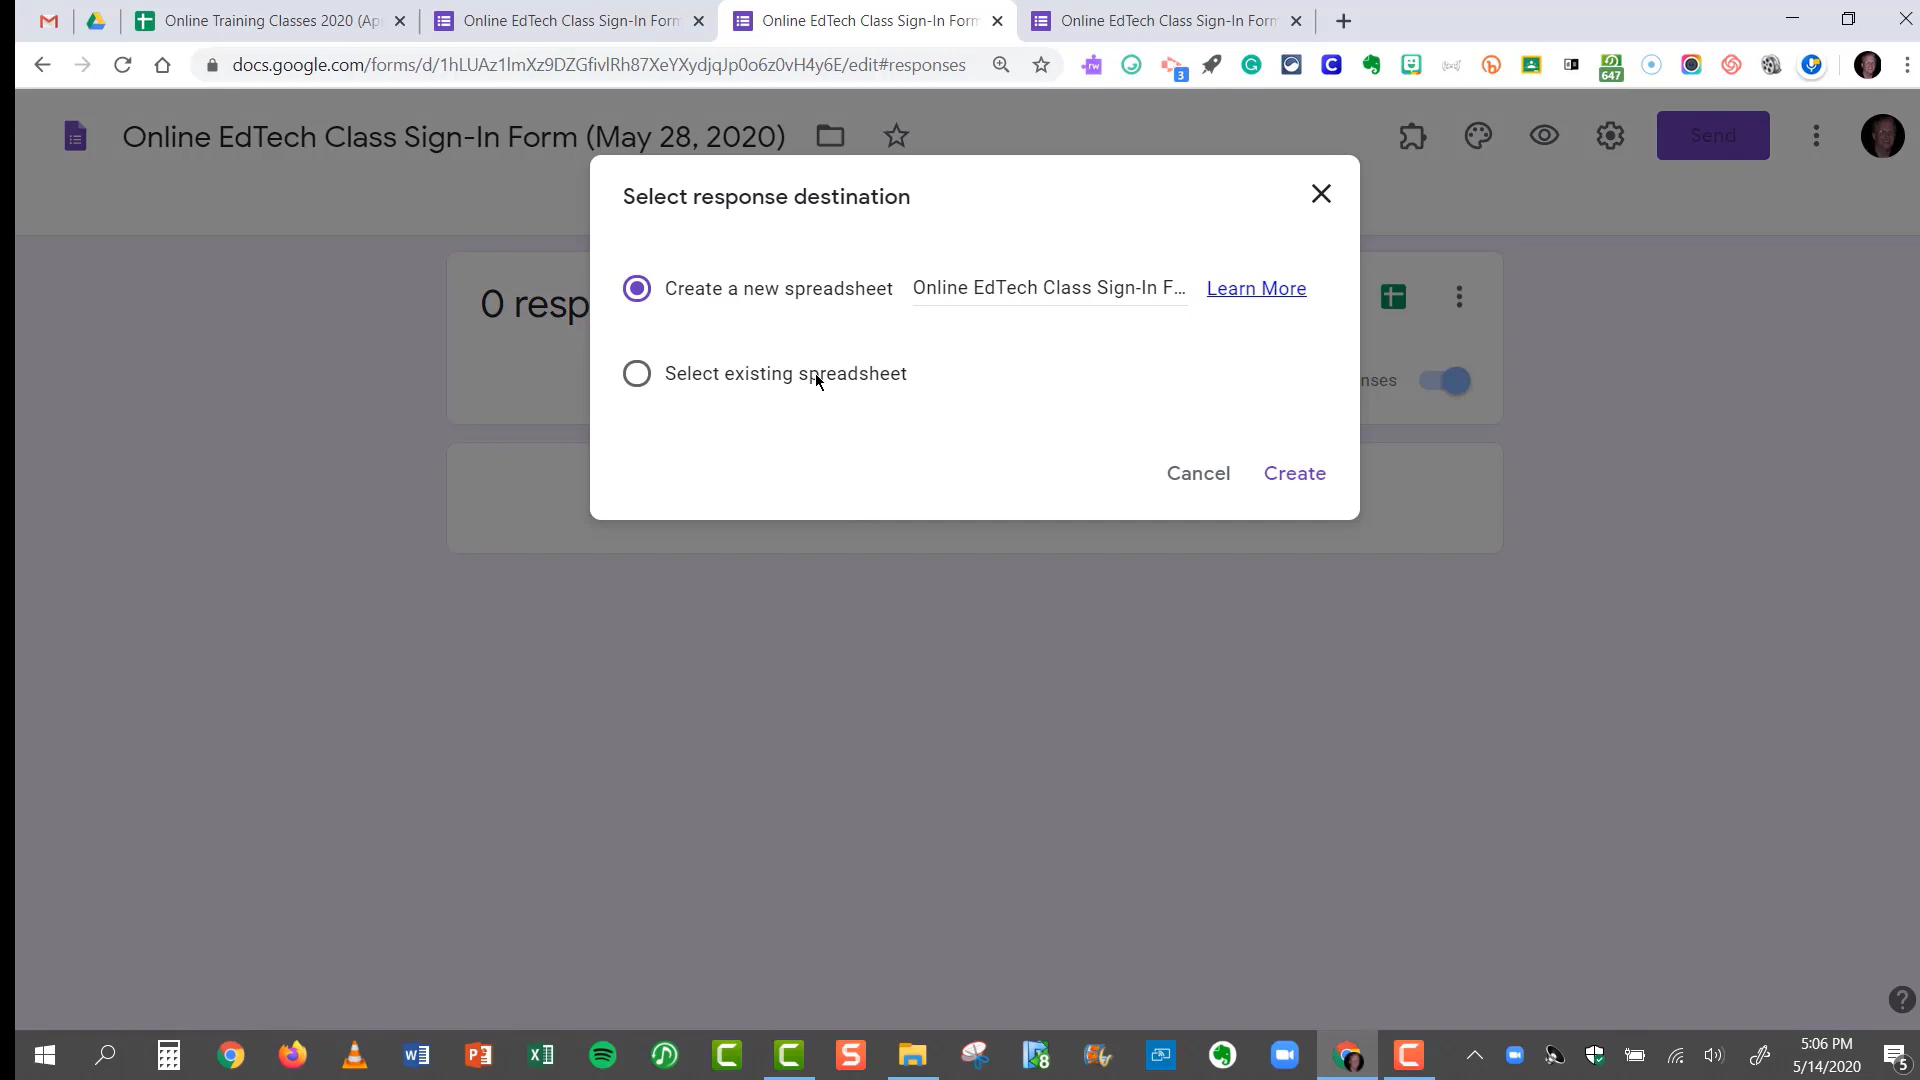 Online Training Classes 2020 (Ap
Online EdTech Class Sign-In Form
Online EdTech Class Sign-In Form
Online EdTech Class Sign-In Form
docs.google.com/forms/d/1hLUAz1lmXz9DZGfivlRh87XeYXydjqJp0o6z0vH4y6E/edit#responses
3
647
Online EdTech Class Sign-In Form (May 28, 2020)
Send
Select response destination
Create a new spreadsheet Online EdTech Class Sign-In F... Learn More
0 resp
Select existing spreadsheet
nses
Cancel Create
5:06 PM
5/14/2020
5